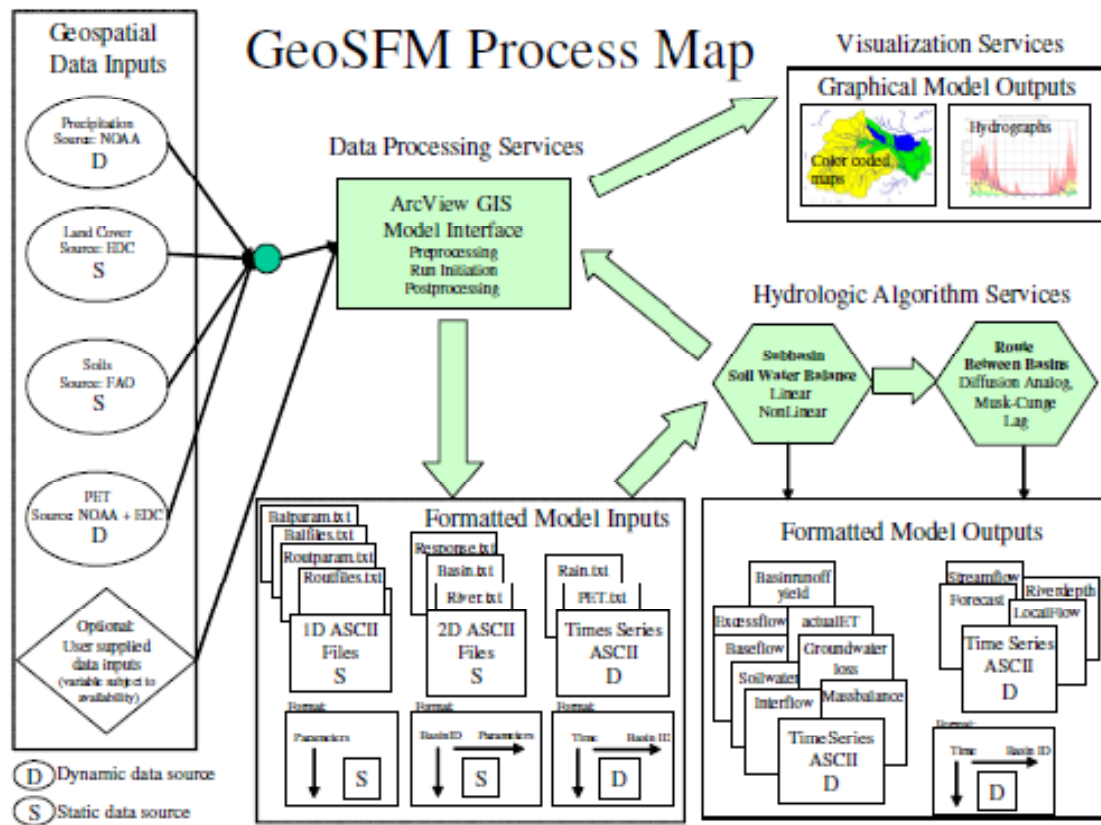 GeoSFM Process Map
Geospatial
Data Inputs
Precipitation
Source: NOAA
D
Land Cover
Source: EDC
S
Soils
Source: FAO
S
PET
Source: NOAA + EDC
D
Optional:
User supplied
data inputs
(variable subject to
availability)
D Dynamic data source
S Static data source
Data Processing Services
ArcView GIS
Model Interface
Preprocessing
Run Initiation
Postprocessing
Visualization Services
Graphical Model Outputs
Color coded
maps
Hydrographs
Hydrologic Algorithm Services
Subbasin
Soil Water Balance
Linear
NonLinear
Route
Between Basins
Diffusion Analog,
Musk-Cunge
Lag
Formatted Model Inputs
Balparam.txt
Balfiles.txt
Routparam.txt
Routfiles.txt
1D ASCII
Files
S
Response.txt
Basin.txt
River.txt
2D ASCII
Files
S
Rain.txt
PET.txt
Times Series
ASCII
D
Format:
Parameters
S
Format:
Basin ID
Parameters
S
Format:
Time
Basin ID
D
Formatted Model Outputs
Basin runoff
yield
Excessflow
actualET
Baseflow
Groundwater
loss
Soilwater
Massbalance
Interflow
Time Series
ASCII
D
Streamflow
Riverdepth
Forecast
LocalFlow
Time Series
ASCII
D
Format:
Time
Basin ID
D